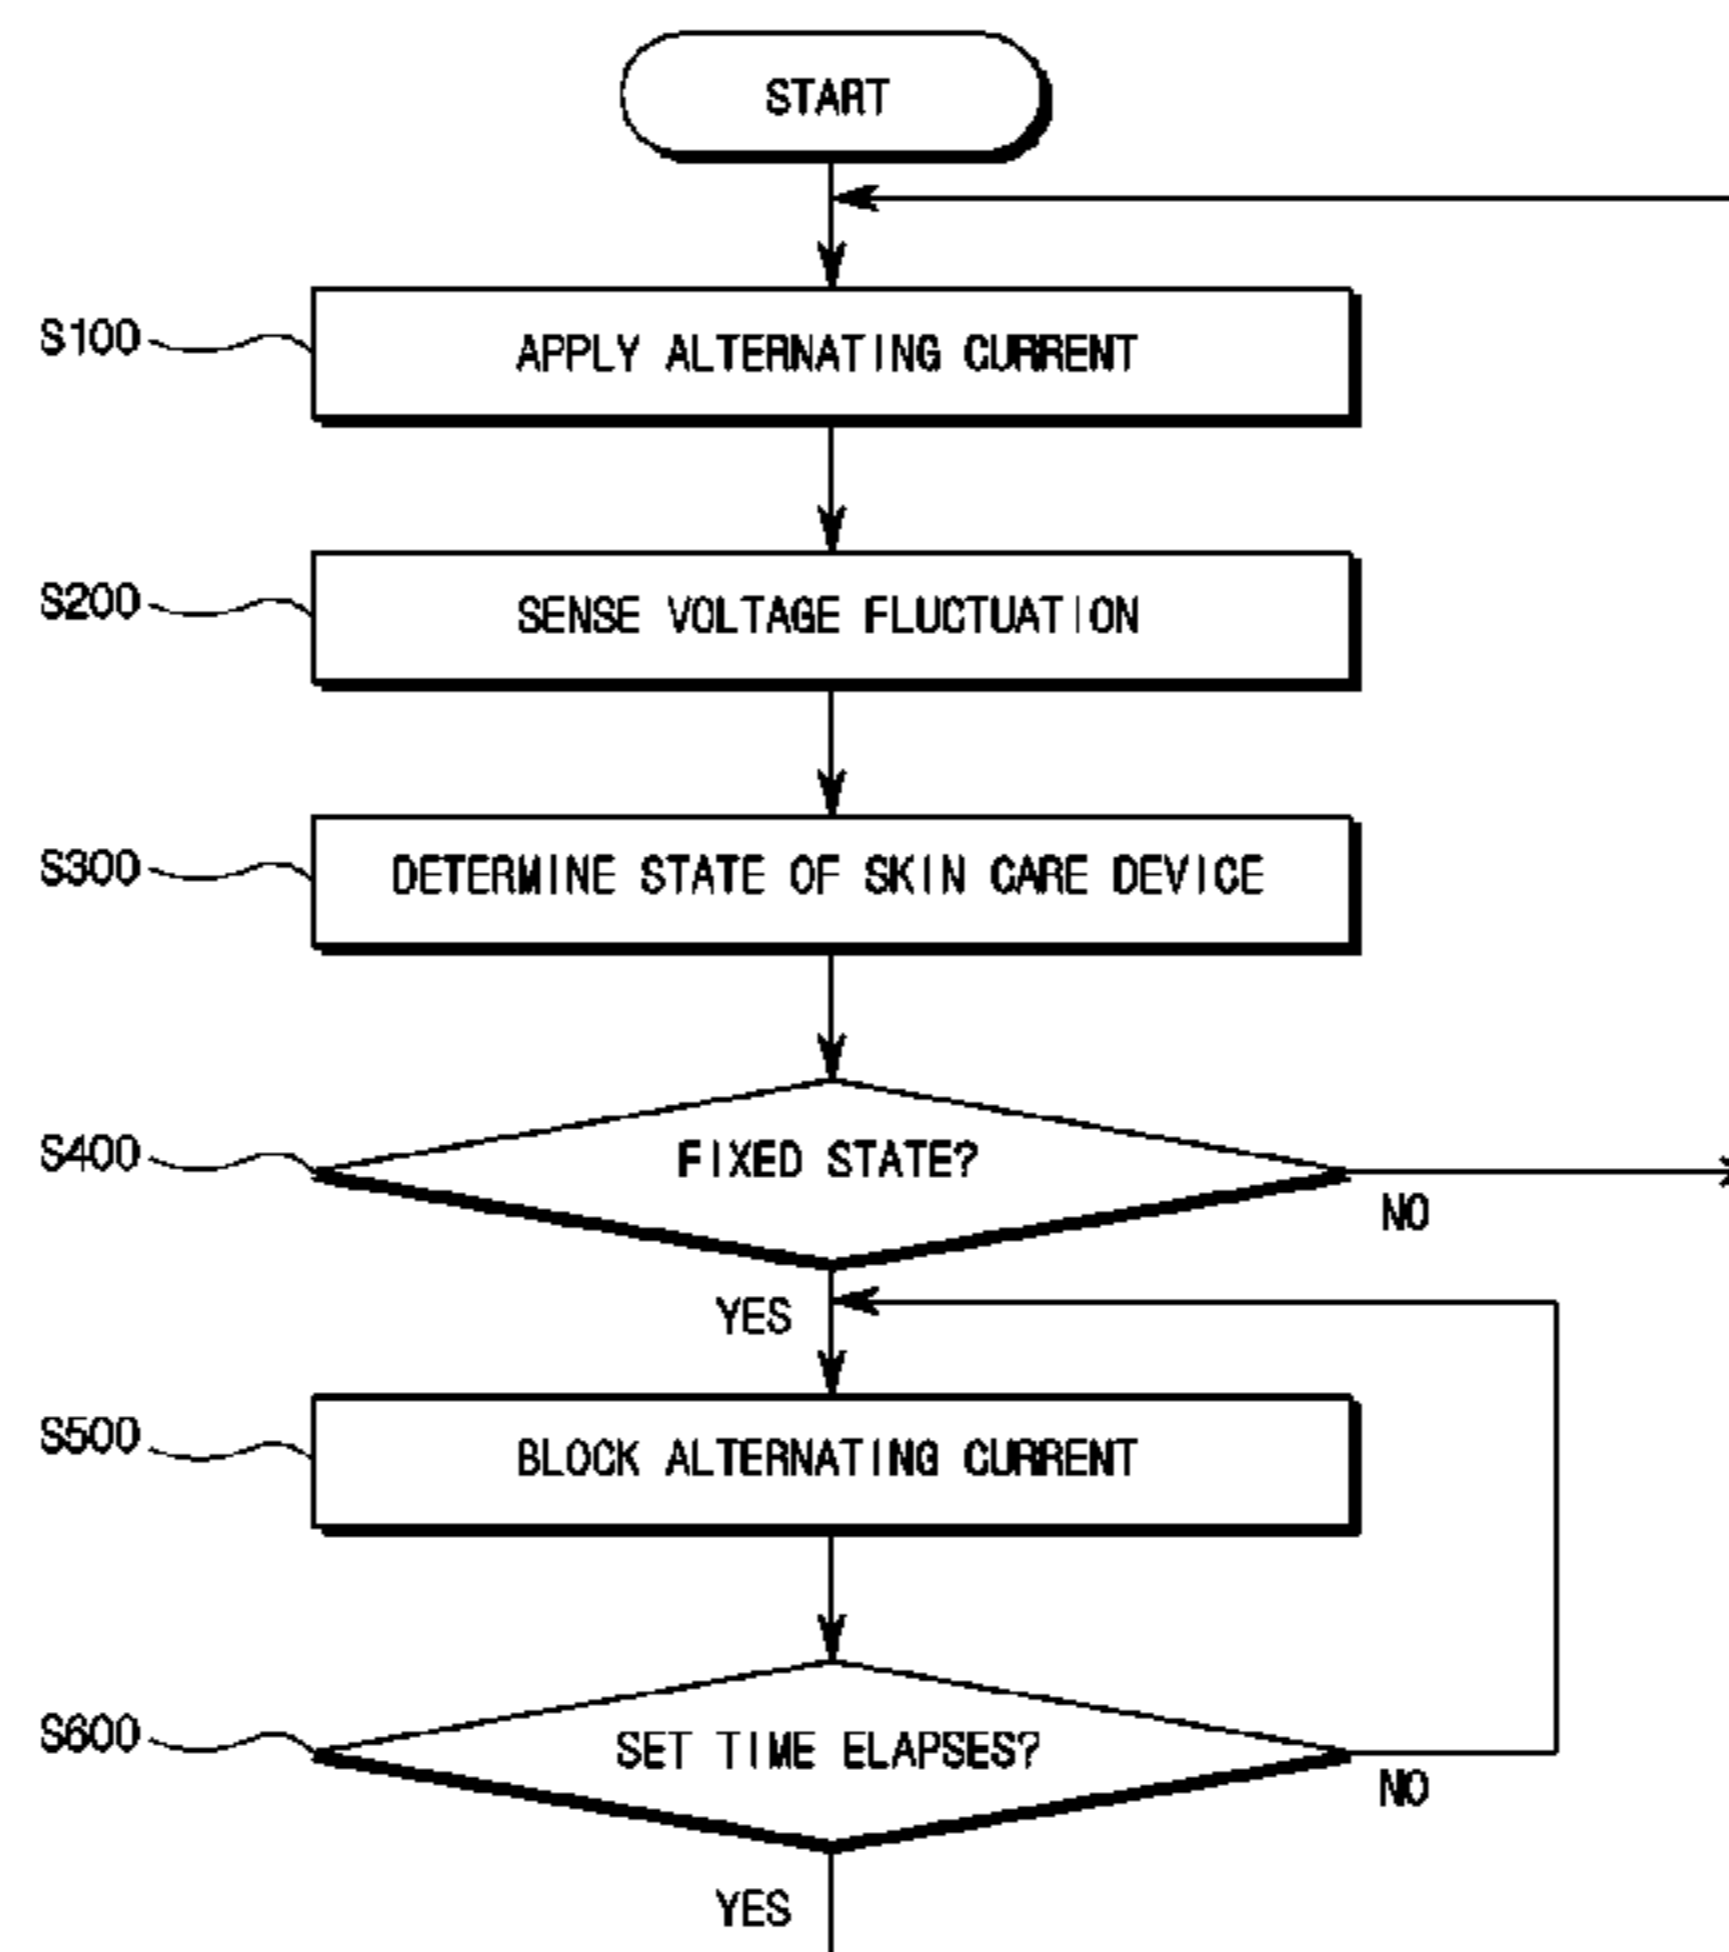 START
S100
APPLY ALTERNATING CURRENT
S200
SENSE VOLTAGE FLUCTUATION
S300
DETERMINE STATE OF SKIN CARE DEVICE
S400
FIXED STATE?
NO
YES
S500
BLOCK ALTERNATING CURRENT
S600
SET TIME ELAPSES?
NO
YES